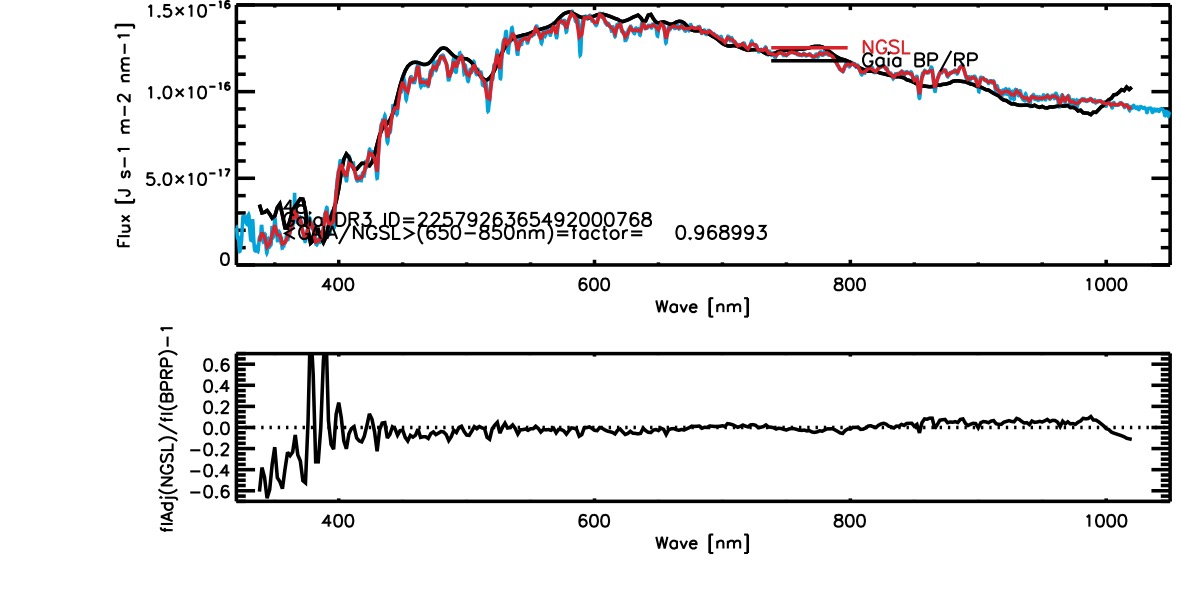 1.5×10−16
1.0×10−16
5.0×10−17
0
Flux [J s−1 m−2 nm−1]
NGSL
Gaia BP/RP
Gaia DR3 ID=2257926365492000768
<GAIA/NGSL>(650−850nm)=factor= 0.968993
400 600 800 1000
Wave [nm]
flAdj(NGSL)/fl(BPRP)−1
0.6
0.4
0.2
0.0
−0.2
−0.4
−0.6
400 600 800 1000
Wave [nm]